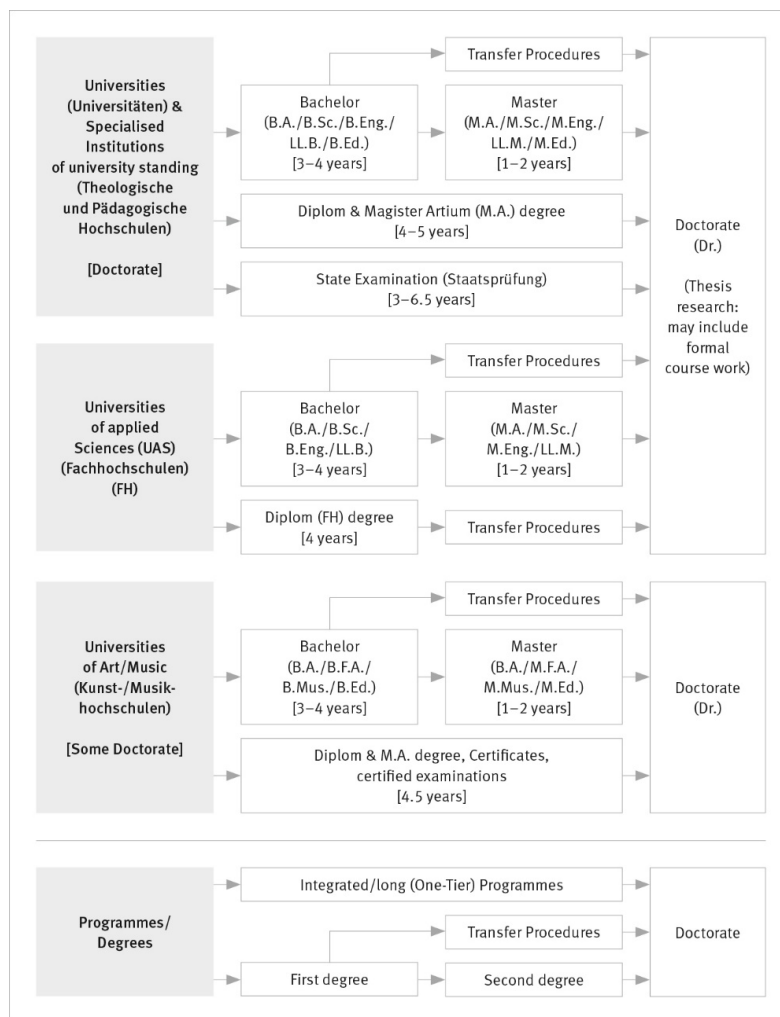 Universities
(Universitäten) &
Specialised
Institutions
of university standing
(Theologische
und Pädagogische
Hochschulen)
[Doctorate]
Transfer Procedures
Bachelor
(B.A./B.Sc./B.Eng./
LL.B./B.Ed.)
[3–4 years]
Master
(M.A./M.Sc./M.Eng./
LL.M./M.Ed.)
[1–2 years]
Diplom & Magister Artium (M.A.) degree
[4–5 years]
State Examination (Staatsprüfung)
[3–6.5 years]
Doctorate
(Dr.)
(Thesis
research:
may include
formal
course work)
Universities
of applied
Sciences (UAS)
(Fachhochschulen)
(FH)
Transfer Procedures
Bachelor
(B.A./B.Sc./
B.Eng./LL.B.)
[3–4 years]
Master
(M.A./M.Sc./
M.Eng./LL.M.)
[1–2 years]
Diplom (FH) degree
[4 years]
Transfer Procedures
Universities
of Art/Music
(Kunst-/Musik-
hochschulen)
[Some Doctorate]
Transfer Procedures
Bachelor
(B.A./B.F.A./
B.Mus./B.Ed.)
[3–4 years]
Master
(B.A./M.F.A./
M.Mus./M.Ed.)
[1–2 years]
Diplom & M.A. degree, Certificates,
certified examinations
[4.5 years]
Doctorate
(Dr.)
Programmes/
Degrees
Integrated/long (One-Tier) Programmes
Transfer Procedures
First degree
Second degree
Doctorate